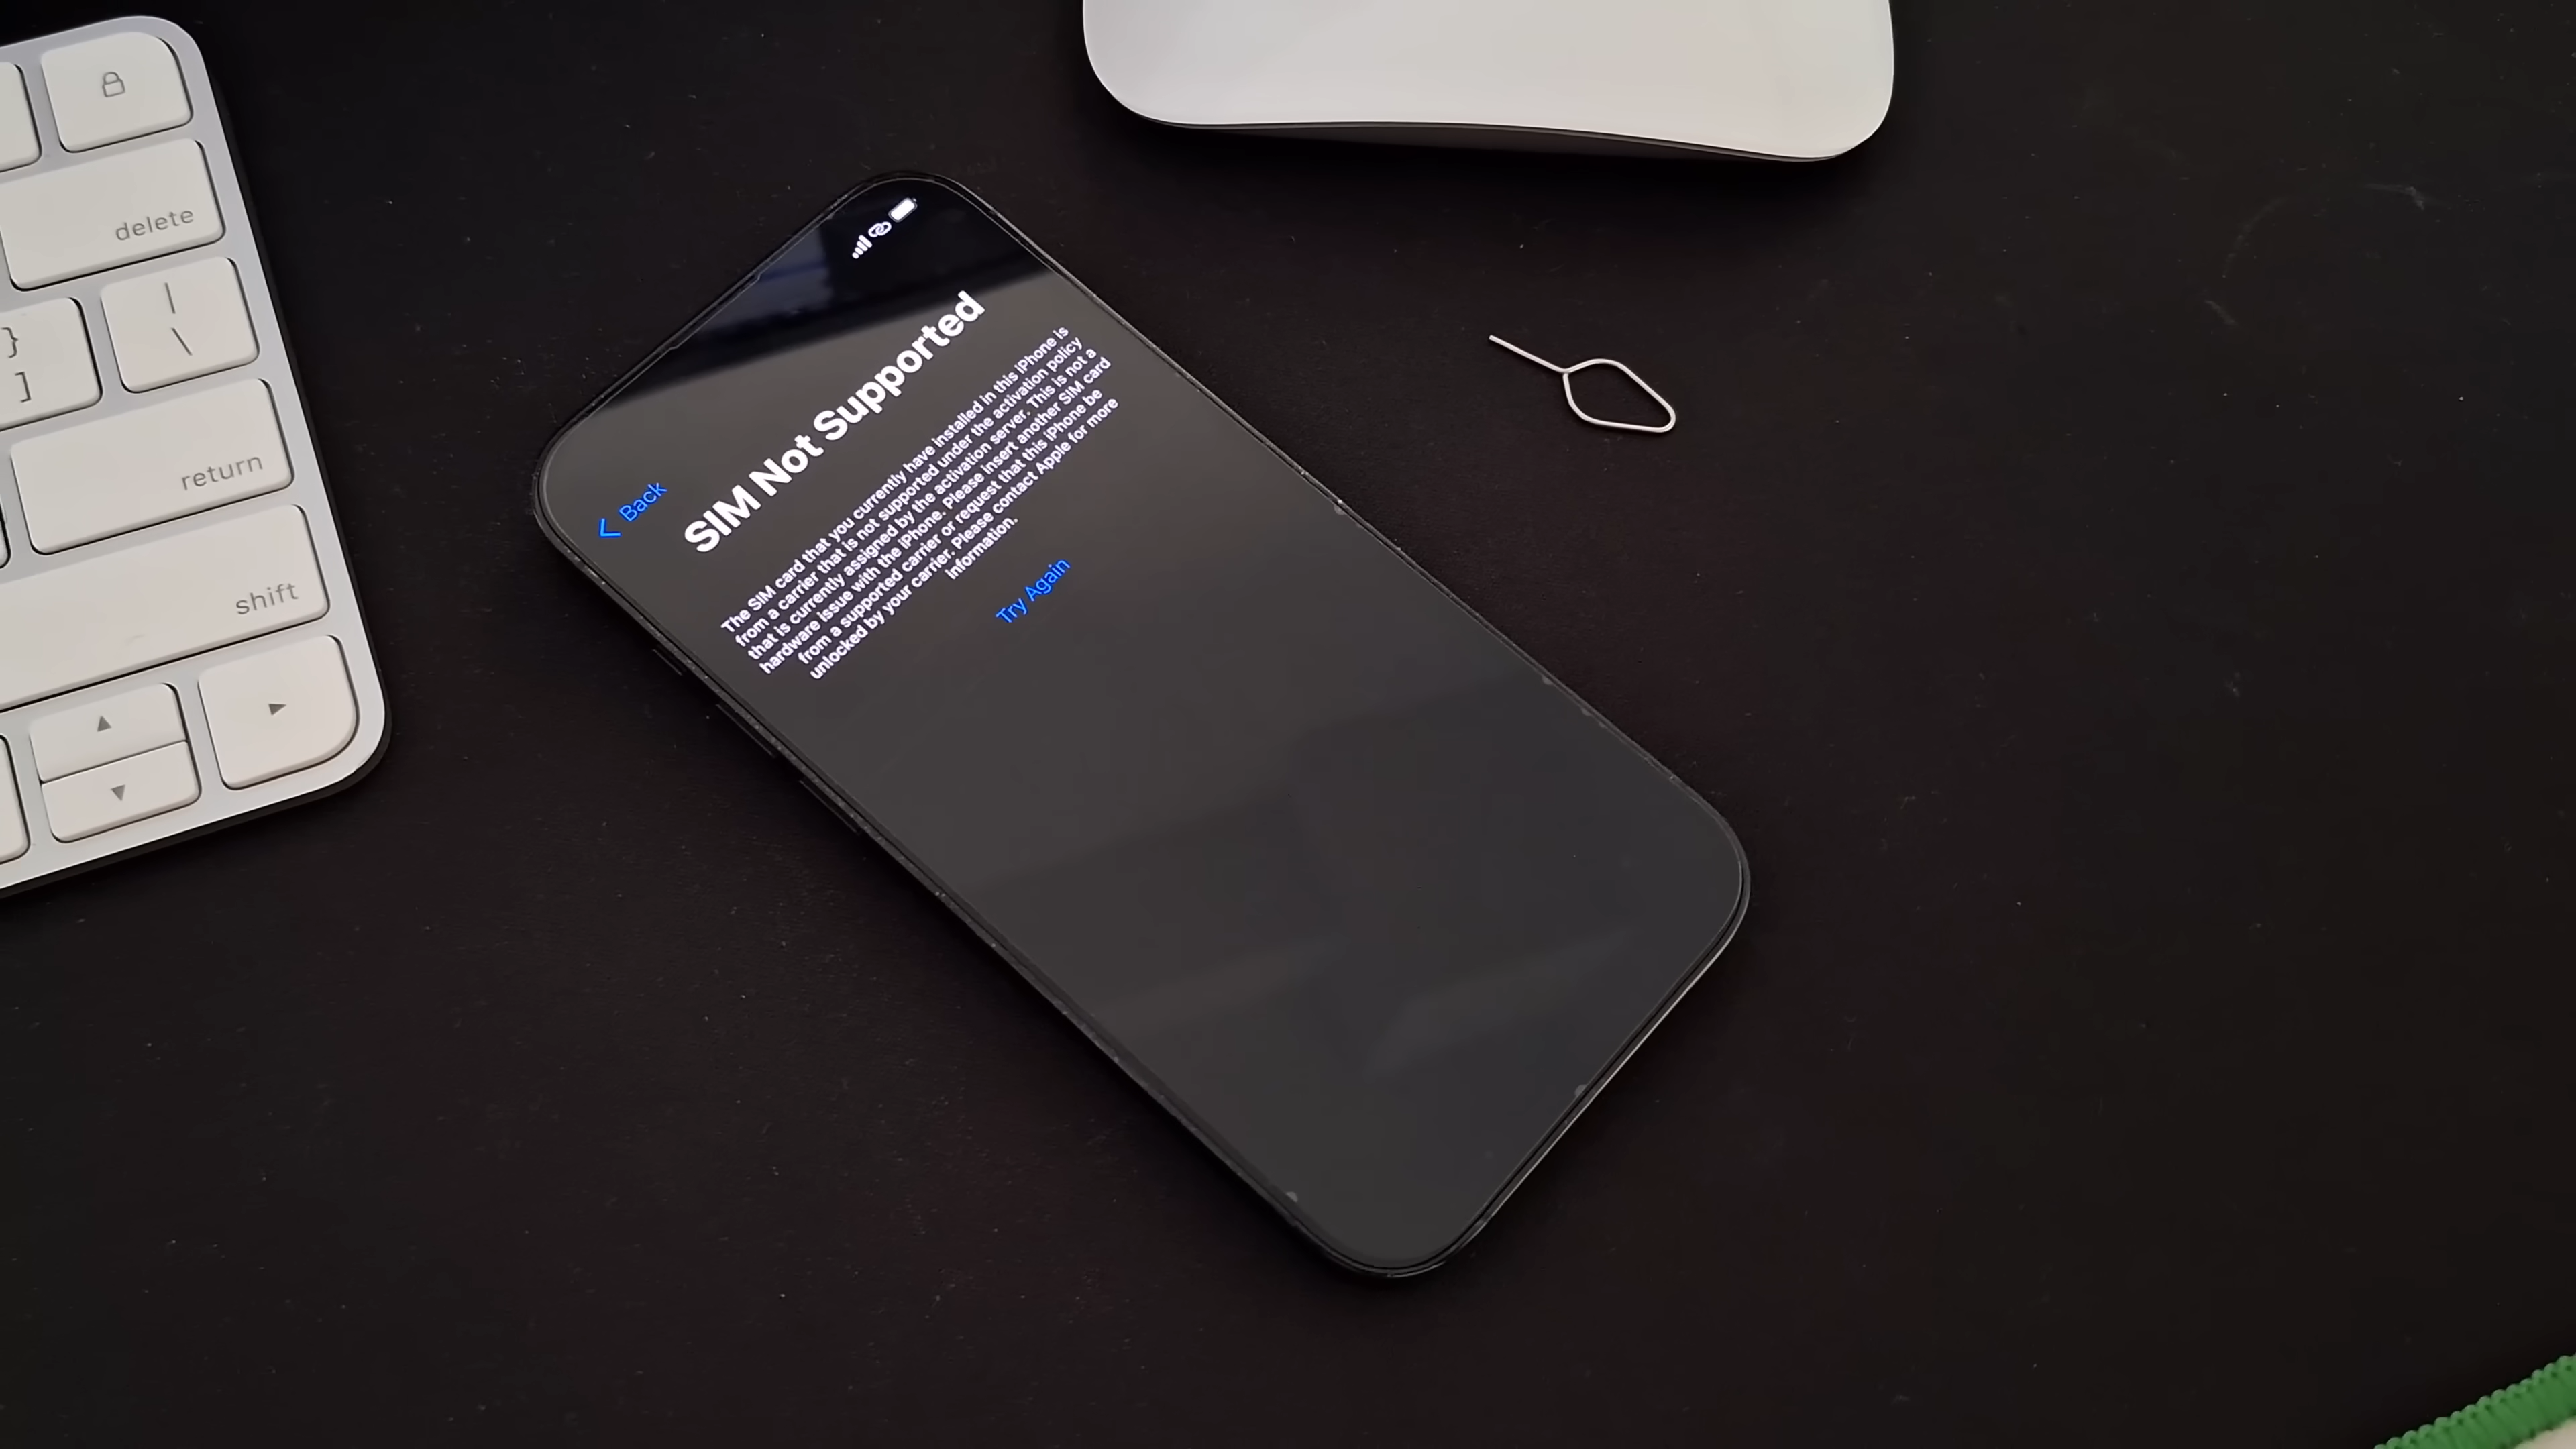 delete
}
]
|
\
return
shift
< Back
SIM Not Supported
The SIM card that you currently have installed in this iPhone is
from a carrier that is not supported under the activation policy
that is currently assigned by the activation server. This is not a
hardware issue with the iPhone. Please insert another SIM card
from a supported carrier or request that this iPhone be
unlocked by your carrier. Please contact Apple for more
information.
Try Again